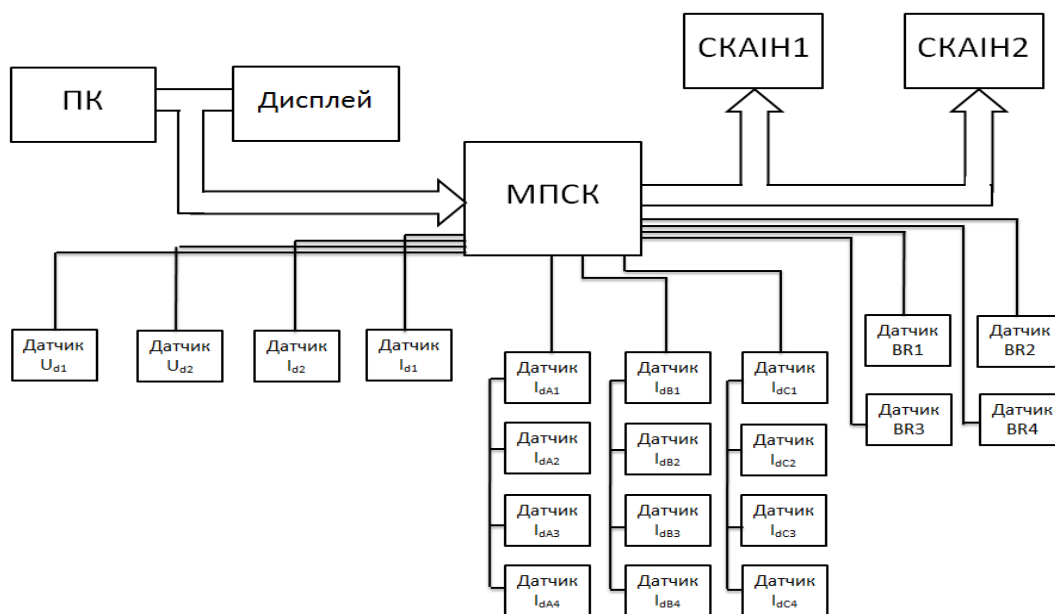 СКАІН1
СКАІН2
ПК
Дисплей
МПСК
Датчик
Ud1
Датчик
Ud2
Датчик
Id2
Датчик
Id1
Датчик
BR1
Датчик
BR2
Датчик
IdA1
Датчик
IdB1
Датчик
IdC1
Датчик
BR3
Датчик
BR4
Датчик
IdA2
Датчик
IdB2
Датчик
IdC2
Датчик
IdA3
Датчик
IdB3
Датчик
IdC3
Датчик
IdA4
Датчик
IdB4
Датчик
IdC4